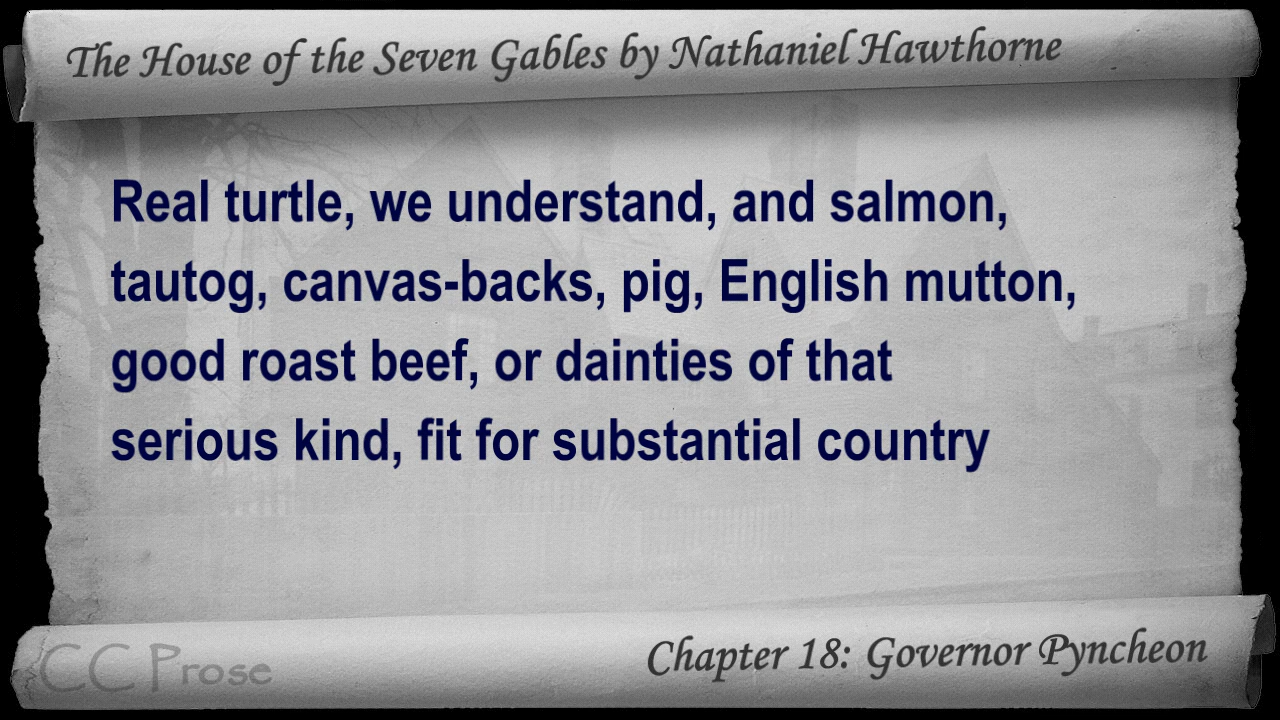 The House of the Seven Gables by Nathaniel Hawthorne
Real turtle, we understand, and salmon,
tautog, canvas-backs, pig, English mutton,
good roast beef, or dainties of that
serious kind, fit for substantial country
CC Prose
Chapter 18: Governor Pyncheon